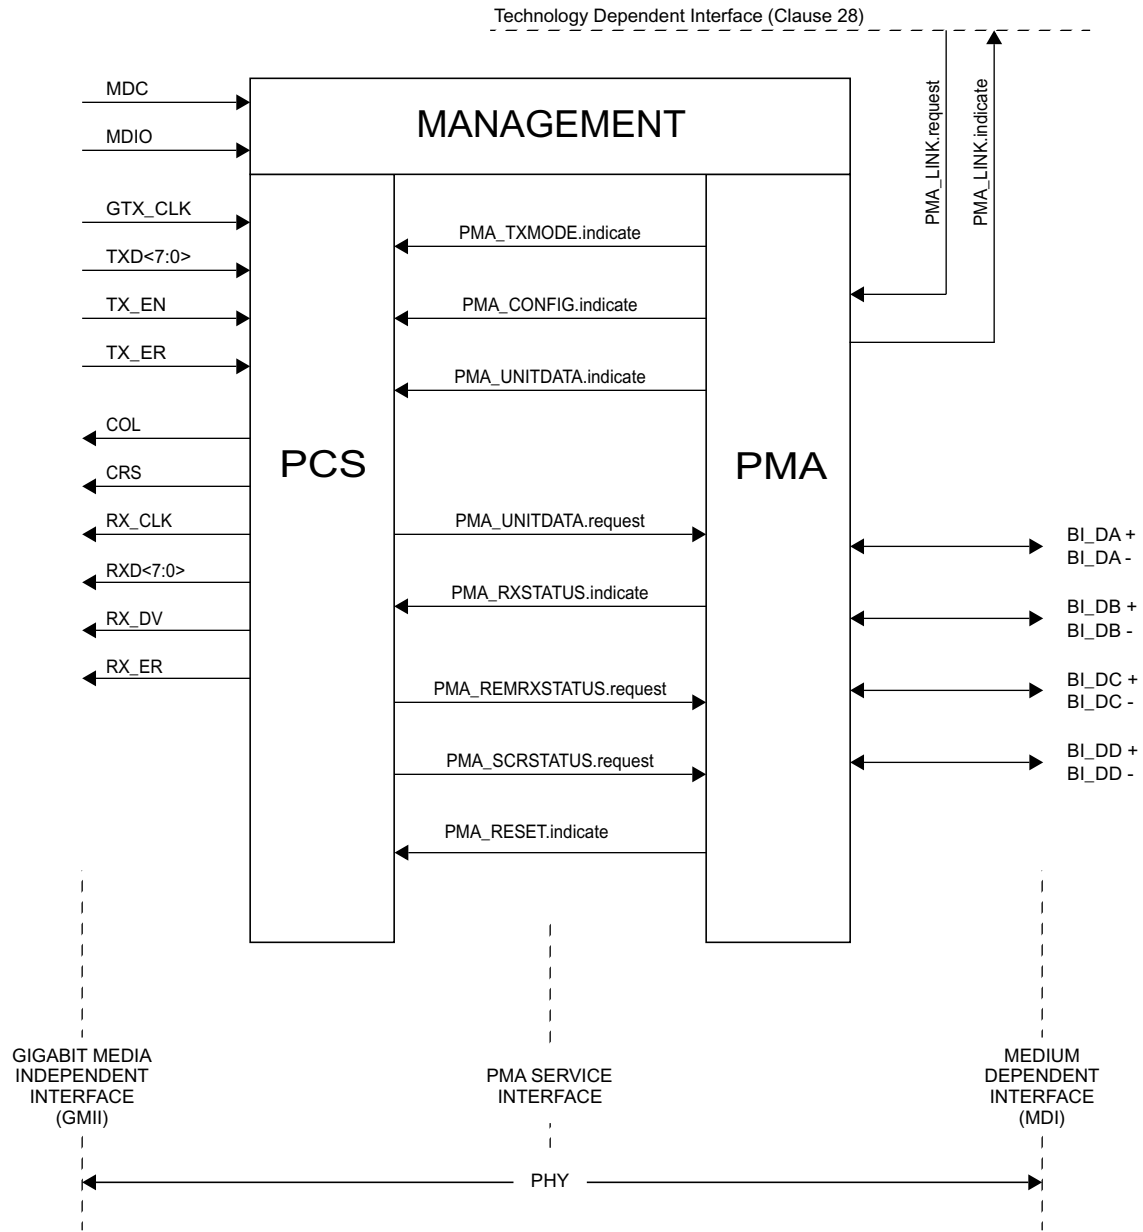 Technology Dependent Interface (Clause 28)
MDC
MDIO
MANAGEMENT
PMA_LINK.request
PMA_LINK.indicate
GTX_CLK
TXD<7:0>
TX_EN
TX_ER
COL
CRS
RX_CLK
RXD<7:0>
RX_DV
RX_ER
PCS
PMA_TXMODE.indicate
PMA_CONFIG.indicate
PMA_UNITDATA.indicate
PMA_UNITDATA.request
PMA_RXSTATUS.indicate
PMA_REMRXSTATUS.request
PMA_SCRSTATUS.request
PMA_RESET.indicate
PMA
BI_DA +
BI_DA -
BI_DB +
BI_DB -
BI_DC +
BI_DC -
BI_DD +
BI_DD -
GIGABIT MEDIA
INDEPENDENT
INTERFACE
(GMII)
PMA SERVICE
INTERFACE
MEDIUM
DEPENDENT
INTERFACE
(MDI)
PHY